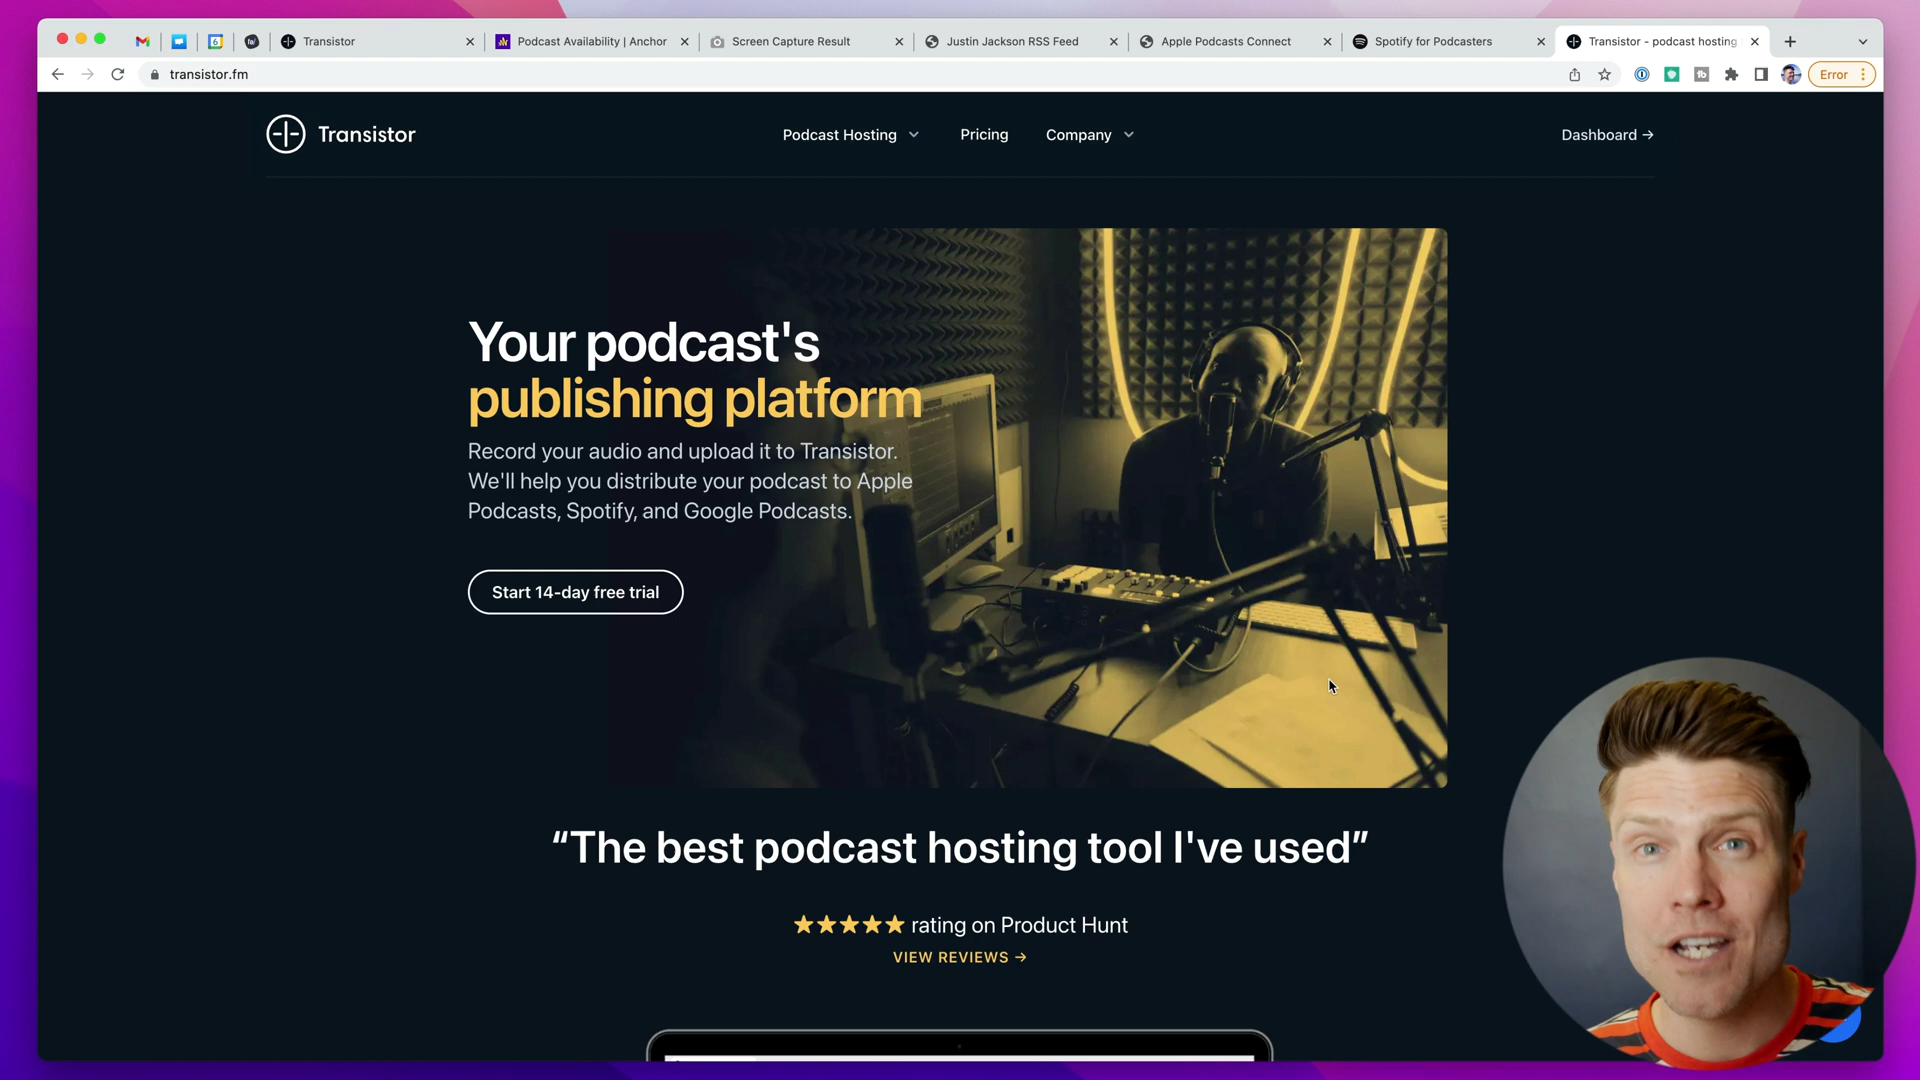 Transistor
Podcast Availability | Anchor
Screen Capture Result
Justin Jackson RSS Feed
Apple Podcasts Connect
Spotify for Podcasters
Transistor - podcast hosting
transistor.fm
Error
Transistor
Podcast Hosting
Pricing
Company
Dashboard →
Your podcast's
publishing platform
Record your audio and upload it to Transistor.
We'll help you distribute your podcast to Apple
Podcasts, Spotify, and Google Podcasts.
Start 14-day free trial
“The best podcast hosting tool I've used”
★★★★★ rating on Product Hunt
VIEW REVIEWS →